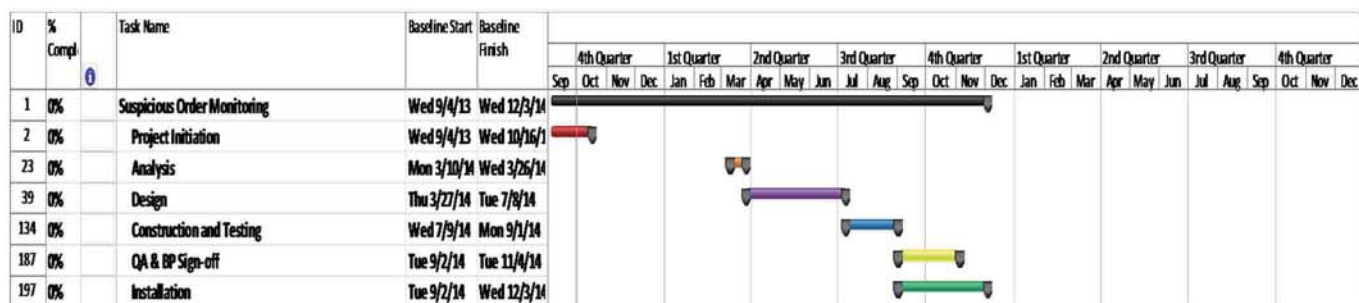 ID % Compl Task Name Baseline Start Baseline Finish
4th Quarter 1st Quarter 2nd Quarter 3rd Quarter 4th Quarter 1st Quarter 2nd Quarter 3rd Quarter 4th Quarter
Sep Oct Nov Dec Jan Feb Mar Apr May Jun Jul Aug Sep Oct Nov Dec Jan Feb Mar Apr May Jun Jul Aug Sep Oct Nov Dec
1 0% Suspicious Order Monitoring Wed 9/4/13 Wed 12/3/14
2 0% Project Initiation Wed 9/4/13 Wed 10/16/1
23 0% Analysis Mon 3/10/14 Wed 3/26/14
39 0% Design Thu 3/27/14 Tue 7/8/14
134 0% Construction and Testing Wed 7/9/14 Mon 9/1/14
187 0% QA & BP Sign-off Tue 9/2/14 Tue 11/4/14
197 0% Installation Tue 9/2/14 Wed 12/3/14